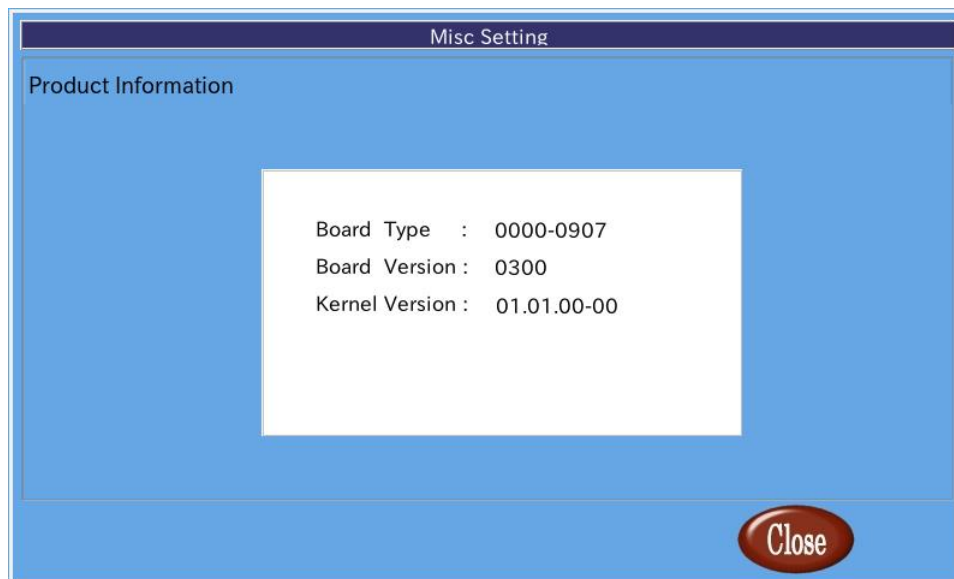 Misc Setting
Product Information
Board Type : 0000-0907
Board Version : 0300
Kernel Version : 01.01.00-00
Close